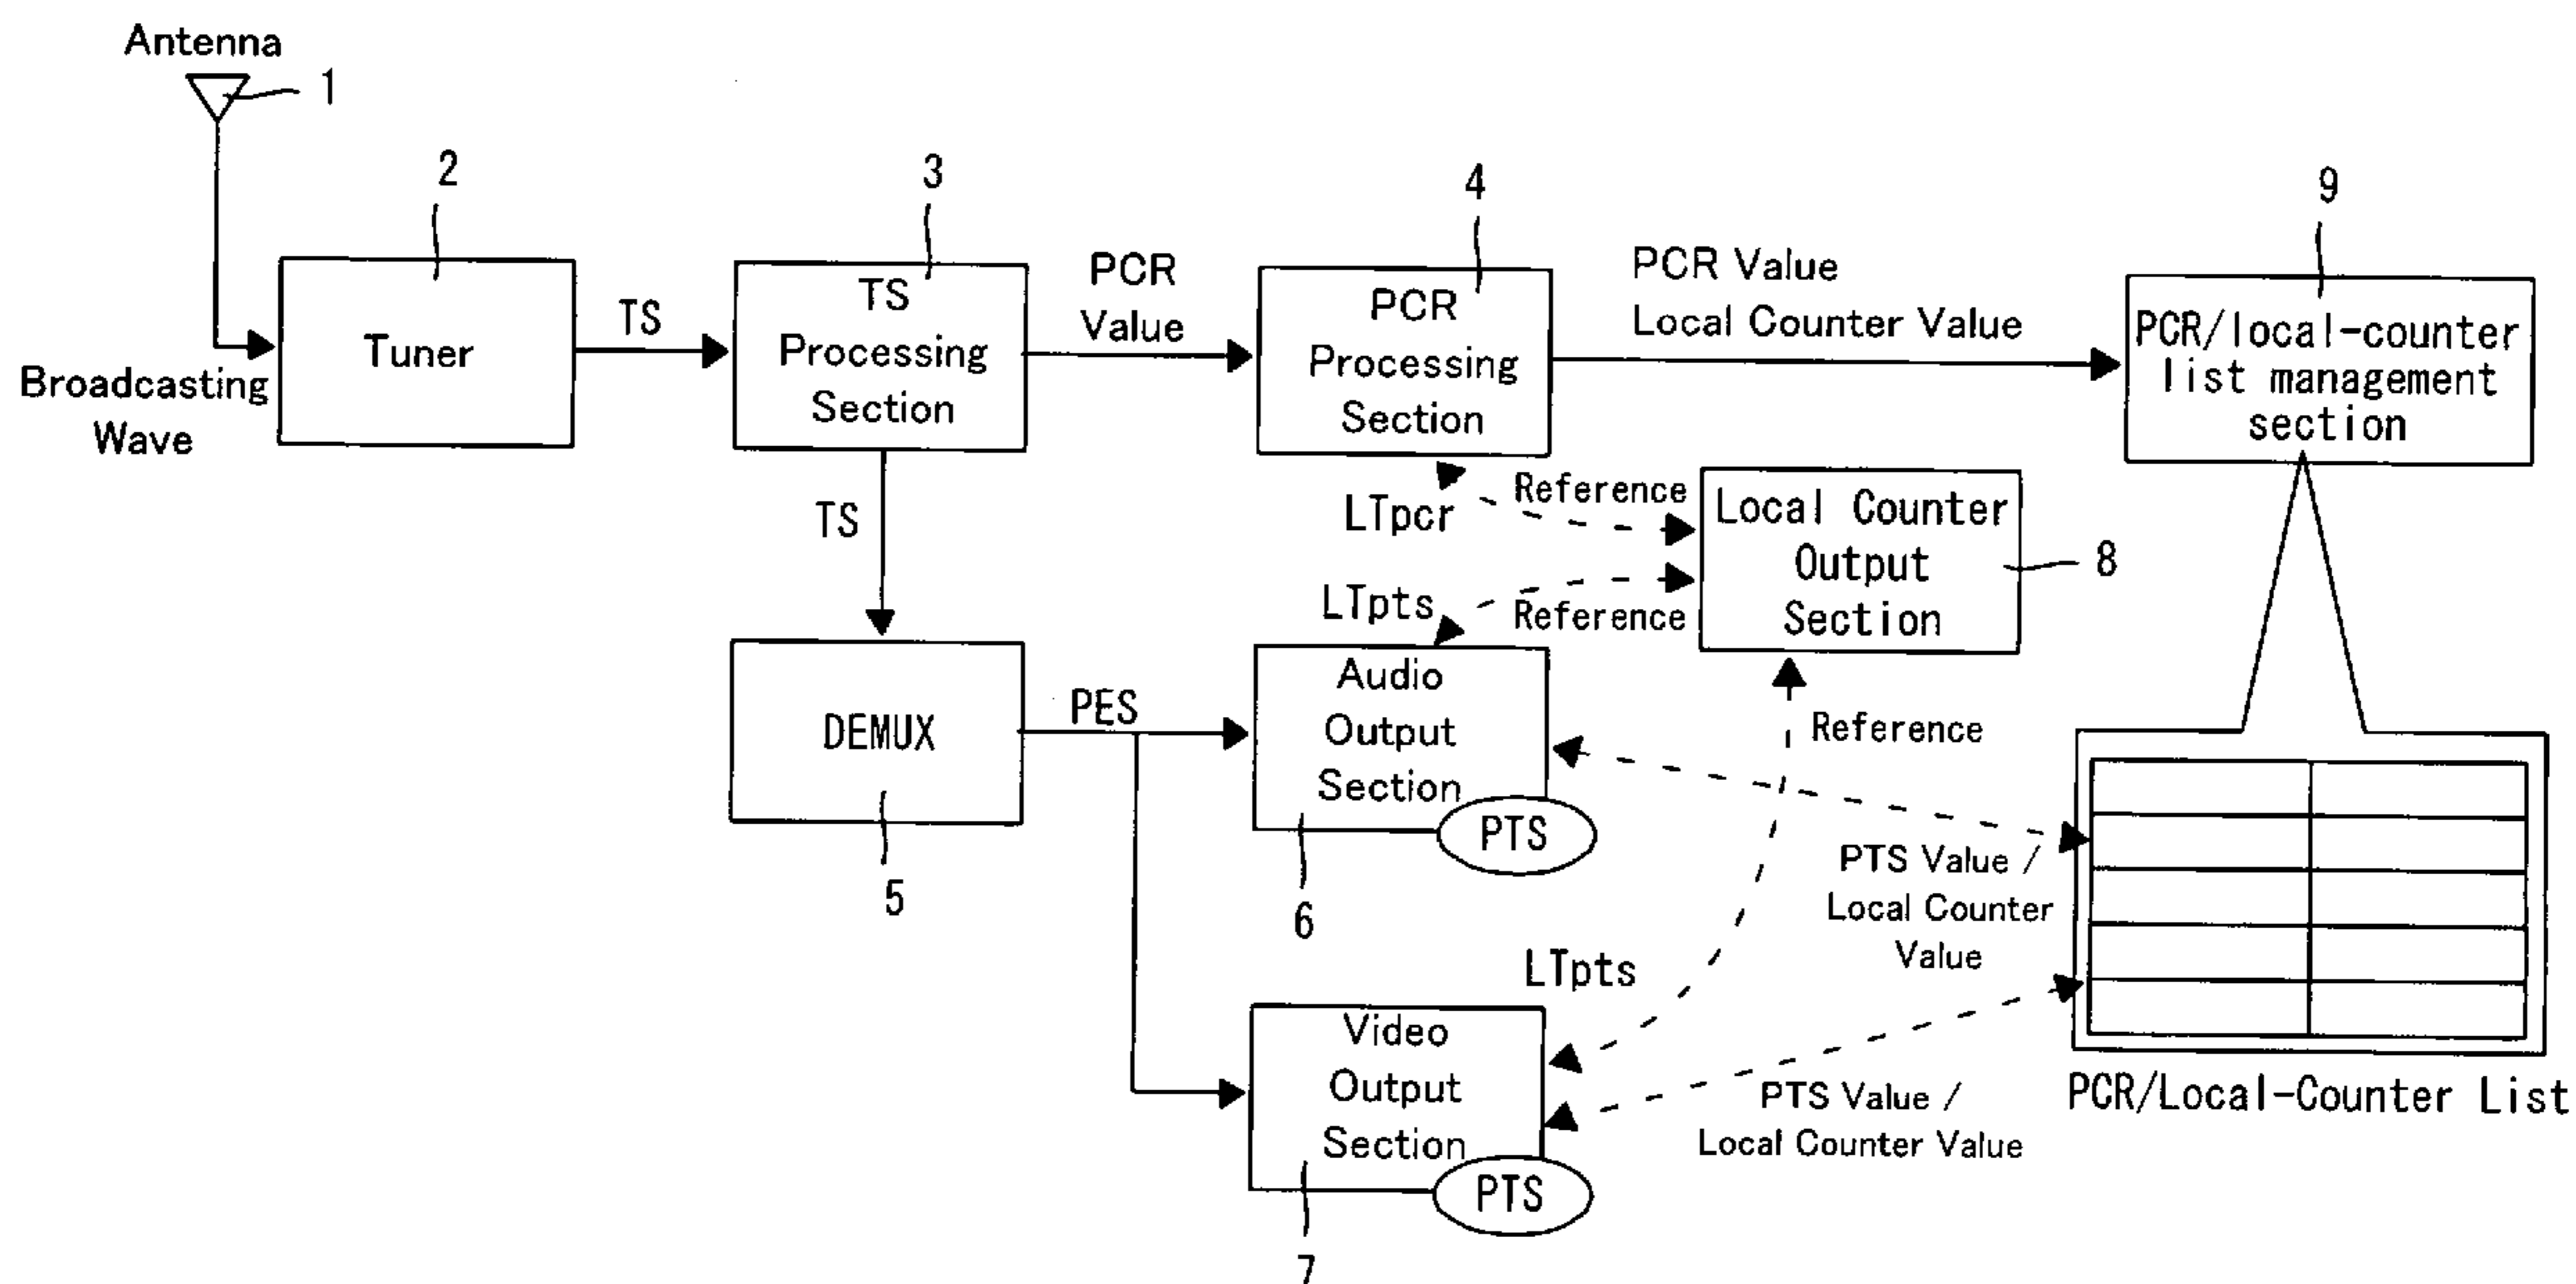 Antenna
1
2
3
4
9
Broadcasting
Wave
Tuner
TS
TS
Processing
Section
PCR
Value
PCR
Processing
Section
PCR Value
Local Counter Value
PCR/local-counter
list management
section
TS
LTpcr
Reference
Local Counter
Output
Section
8
LTpts
Reference
DEMUX
5
PES
Audio
Output
Section
PTS
6
Reference
PTS Value /
Local Counter
Value
LTpts
Video
Output
Section
PTS
7
PTS Value /
Local Counter Value
PCR/Local-Counter List